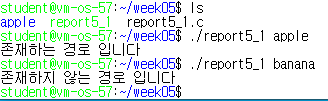 student@vm-os-57:~/week05$ ls
apple  report5_1  report5_1.c
student@vm-os-57:~/week05$ ./report5_1 apple
존재하는 경로 입니다
student@vm-os-57:~/week05$ ./report5_1 banana
존재하지 않는 경로 입니다
student@vm-os-57:~/week05$